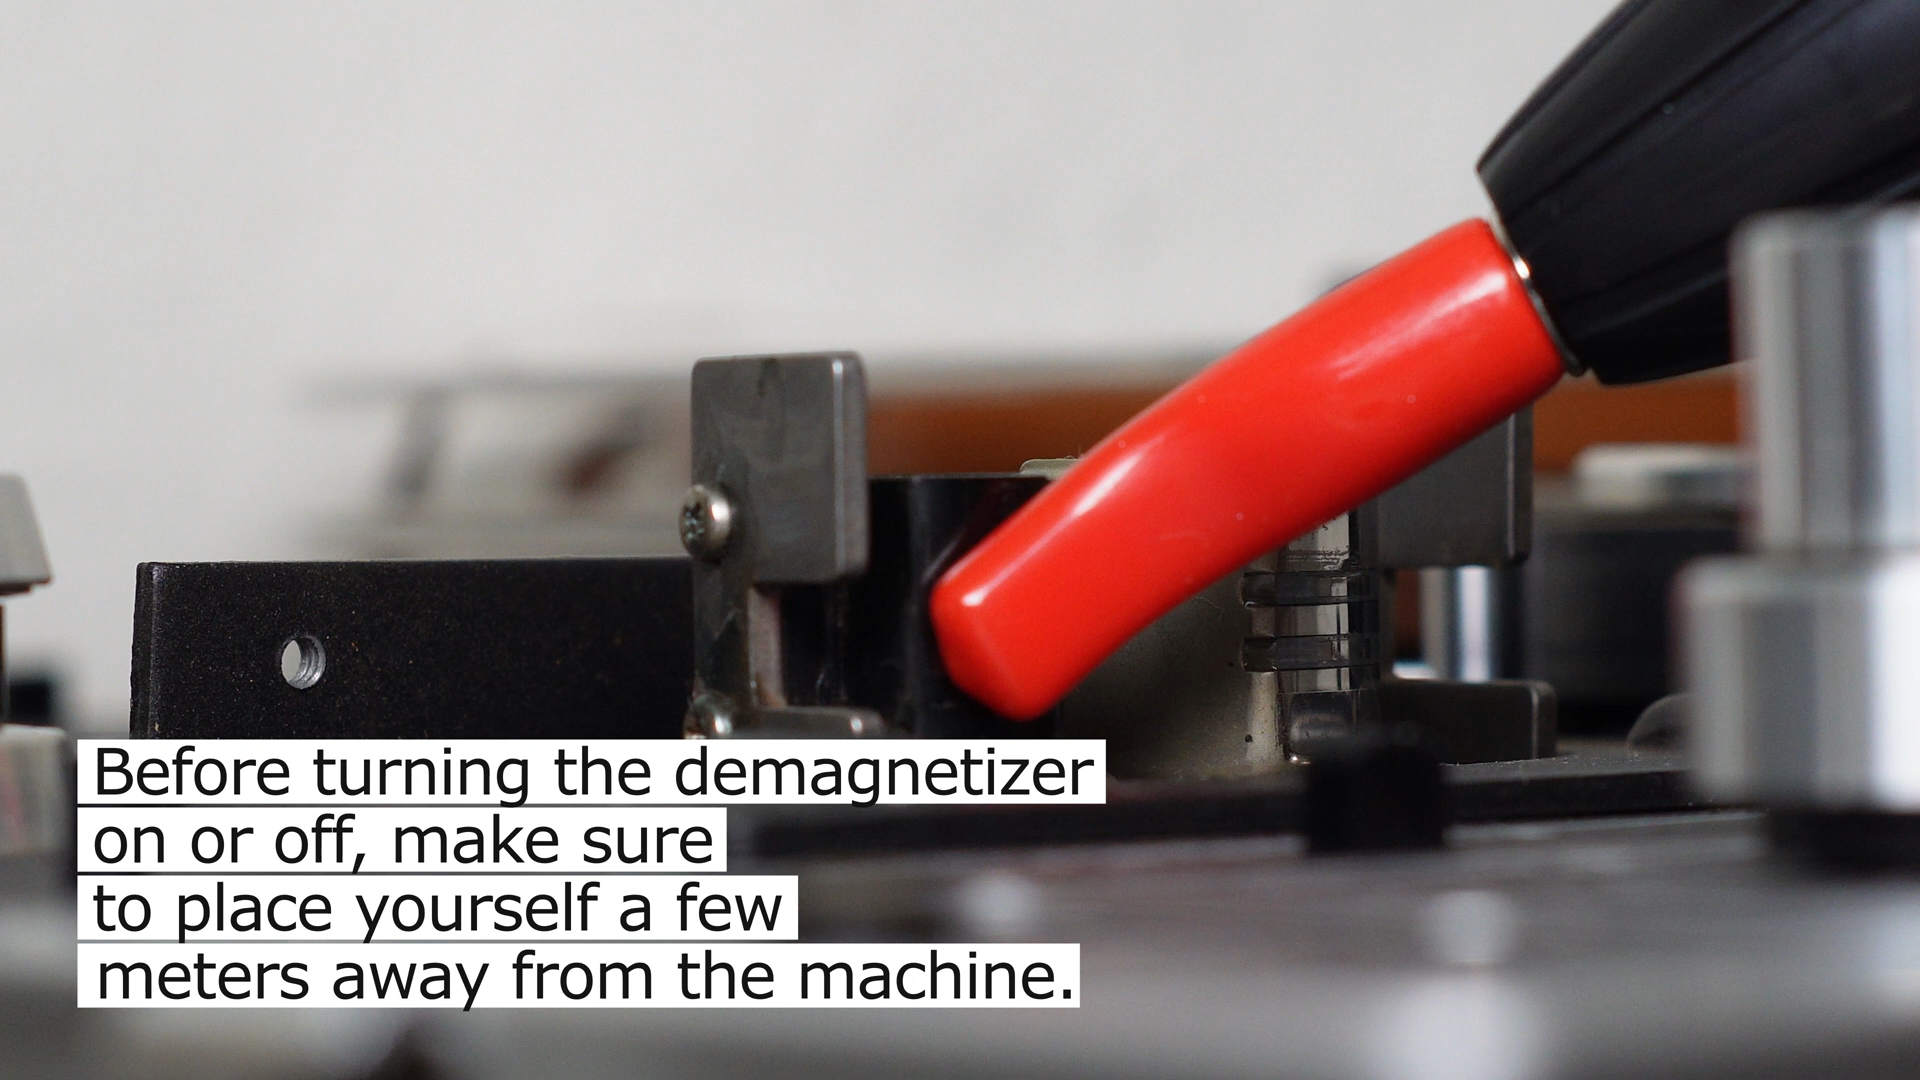 Before turning the demagnetizer
on or off, make sure
to place yourself a few
meters away from the machine.